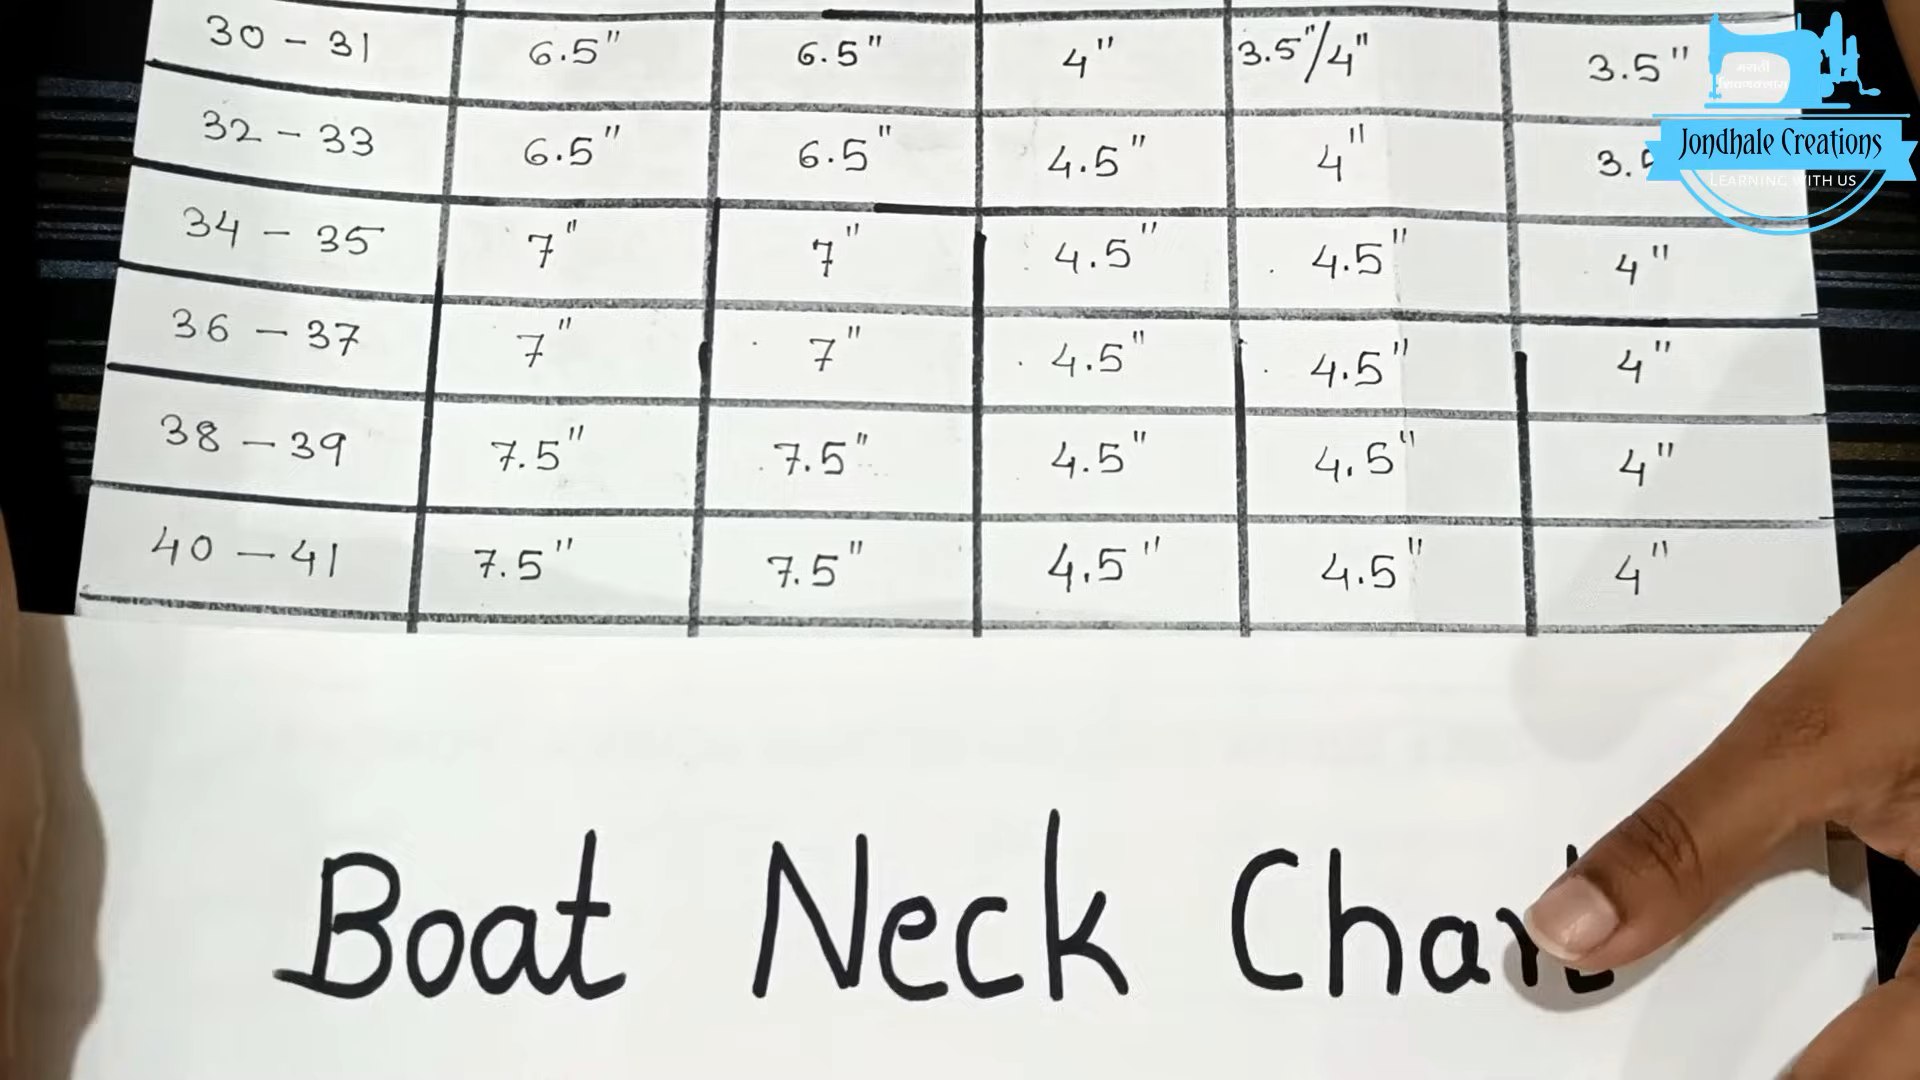 30 - 31 6.5" 6.5" 4" 3.5"/4" 3.5"
32 - 33 6.5" 6.5" 4.5" 4"
34 - 35 7" 7" 4.5" 4.5" 4"
36 - 37 7" 7" 4.5" 4.5" 4"
38 - 39 7.5" 7.5" 4.5" 4.5" 4"
40 - 41 7.5" 7.5" 4.5" 4.5" 4"
Boat Neck Chart
मराठी
शिवणक्लास
Jondhale Creations
LEARNING WITH US